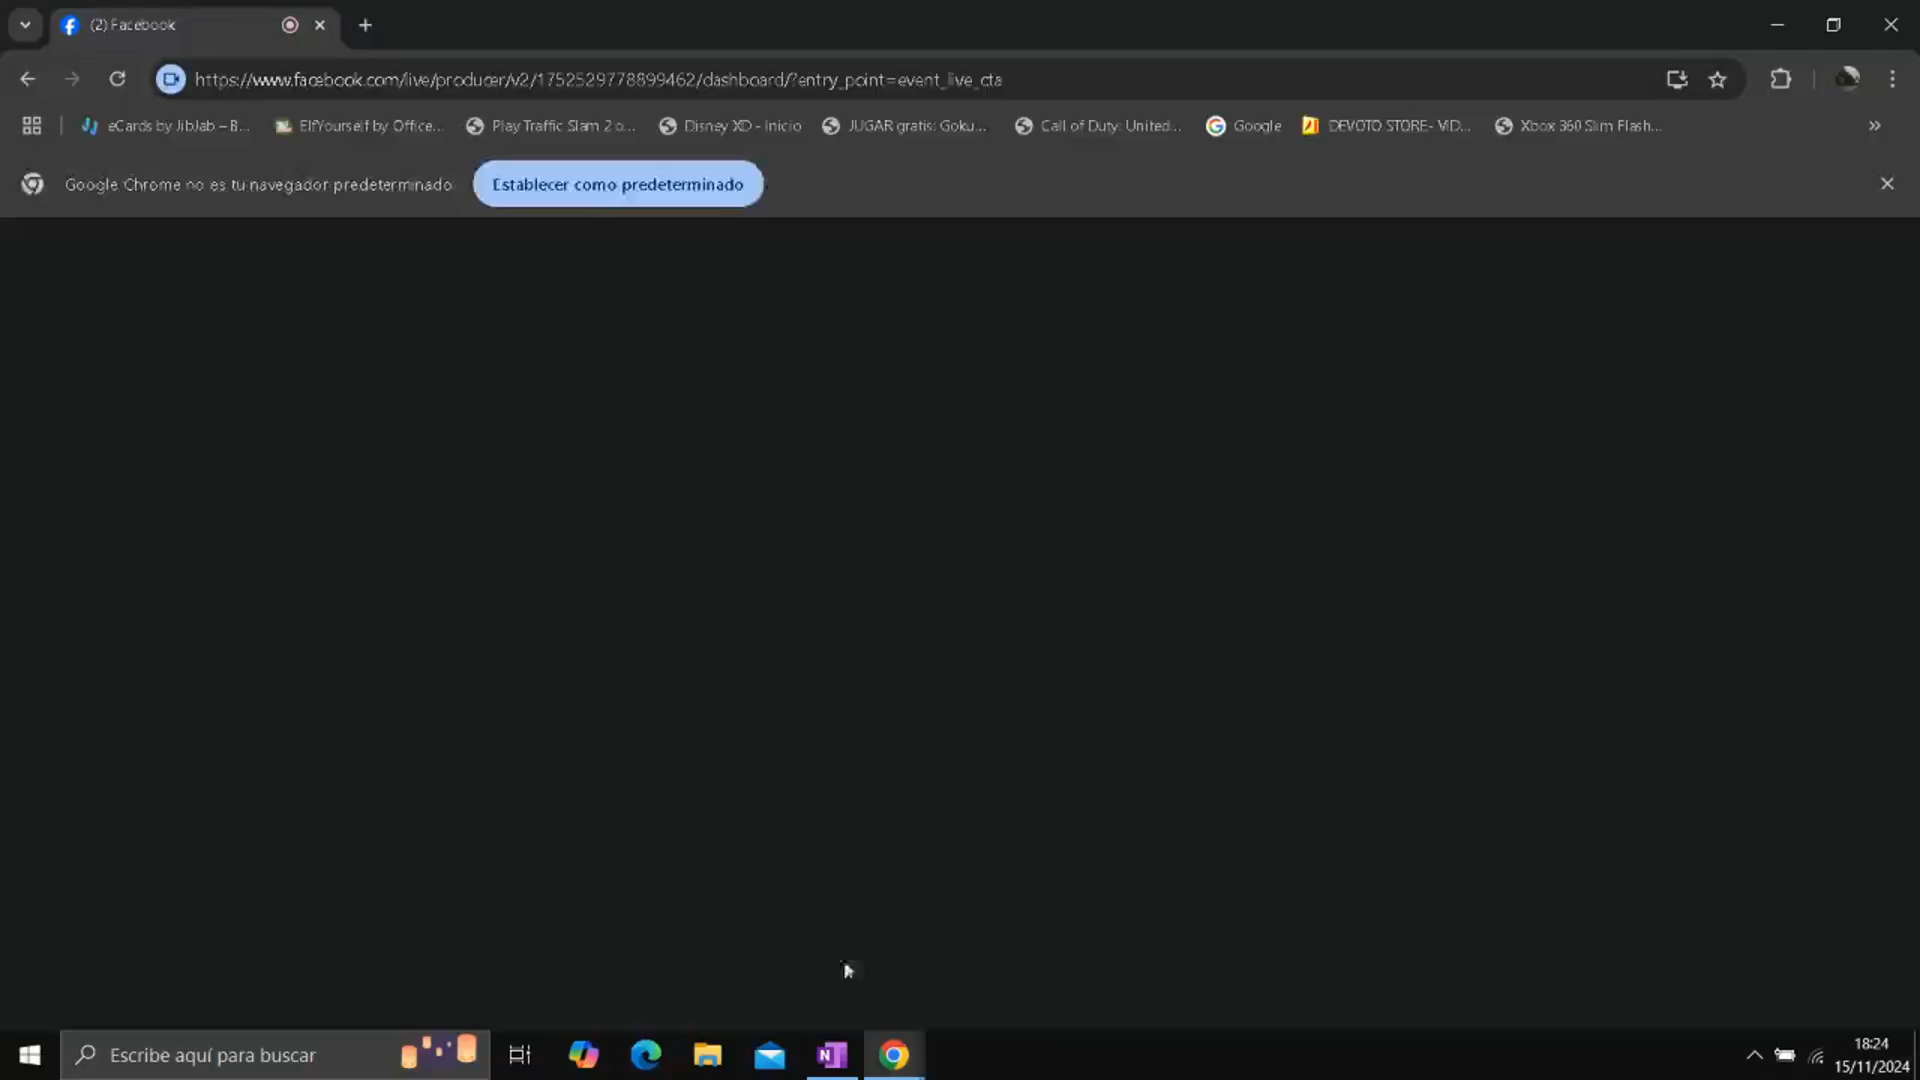 (2) Facebook
https://www.facebook.com/live/producer/v2/1752529778899462/dashboard/?entry_point=event_live_cta
eCards by JibJab – B... ElfYourself by Office... Play Traffic Slam 2 o... Disney XD - Inicio JUGAR gratis: Goku... Call of Duty: United... Google DEVOTO STORE- VID... Xbox 360 Slim Flash...
Google Chrome no es tu navegador predeterminado Establecer como predeterminado
Escribe aquí para buscar
18:24
15/11/2024